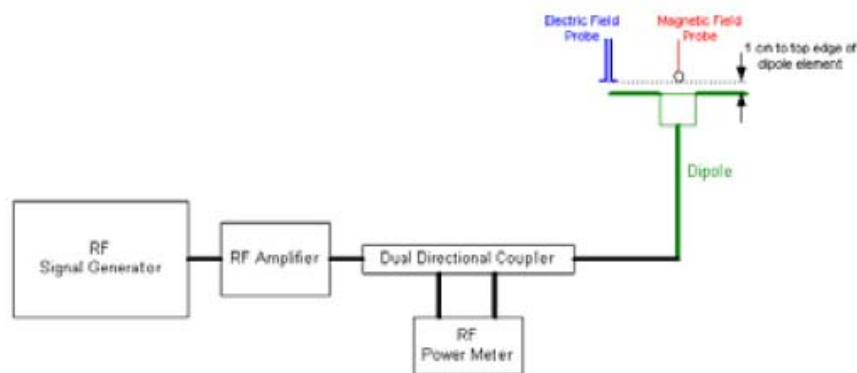 Electric Field
Probe
Magnetic Field
Probe
1 cm to top edge of
dipole element
Dipole
RF
Signal Generator
RF Amplifier
Dual Directional Coupler
RF
Power Meter